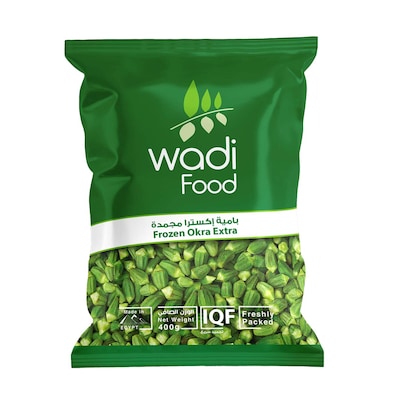 wadi
Food
بامية إكسترا مجمدة
Frozen Okra Extra
Made in
EGYPT
الوزن الصافي
Net Weight
400g
IQF
Freshly
Packed